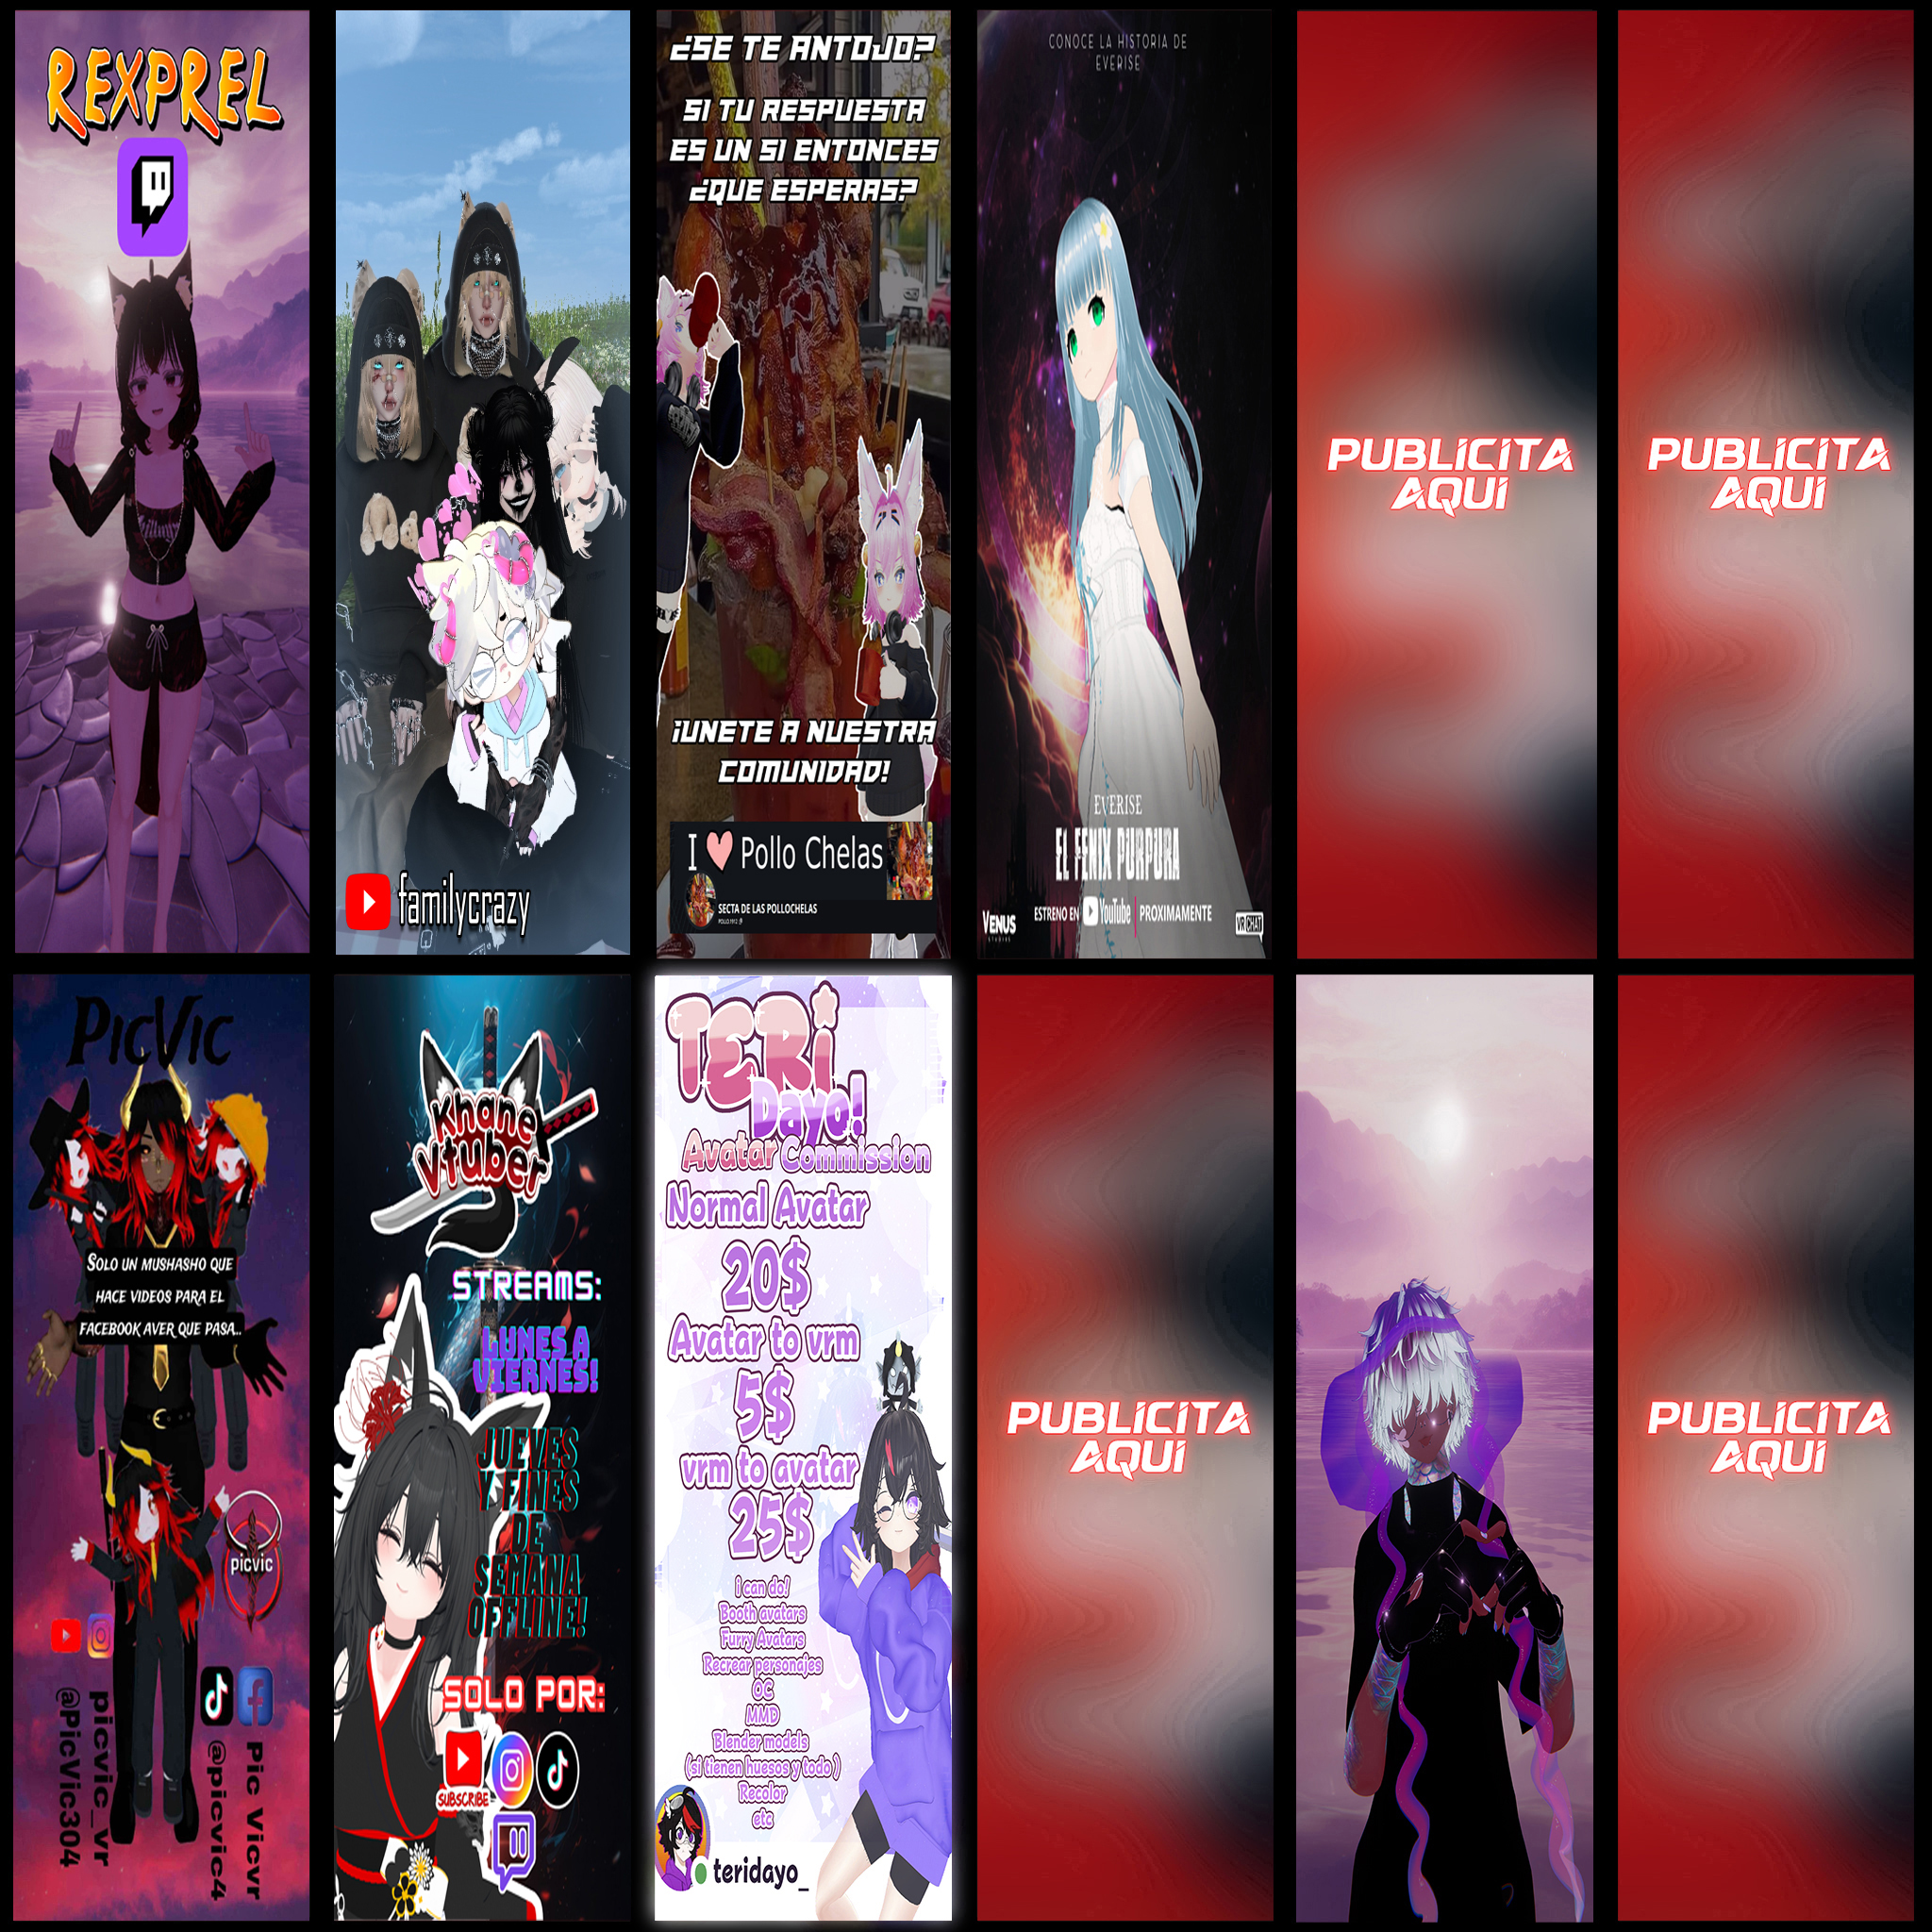 REXPREL
familycrazy
¿SE TE ANTOJO?
SI TU RESPUESTA
ES UN SI ENTONCES
¿QUE ESPERAS?
¡UNETE A NUESTRA
COMUNIDAD!
I ❤ Pollo Chelas
SECTA DE LAS POLLOCHELAS
CONOCE LA HISTORIA DE
EVERISE
EVERISE
EL FENIX PURPURA
VENUS
STUDIOS
ESTRENO EN YouTube | PROXIMAMENTE
VRCHAT
PUBLICITA
AQUI
PUBLICITA
AQUI
PICVIC
SOLO UN MUSHASHO QUE
HACE VIDEOS PARA EL
FACEBOOK AVER QUE PASA...
picvic
@PicVic304
picvic_vr
@picvic4
Pic Vicvr
Khane
Vtuber
STREAMS:
LUNES A
VIERNES!
JUEVES
Y FINES
DE
SEMANA
OFFLINE!
SOLO POR:
SUBSCRIBE
TERI
Dayo!
Avatar Commission
Normal Avatar
20$
Avatar to vrm
5$
vrm to avatar
25$
i can do!
Booth avatars
Furry Avatars
Recrear personajes
OC
MMD
Blender models
(si tienen huesos y todo )
Recolor
etc
teridayo_
PUBLICITA
AQUI
PUBLICITA
AQUI